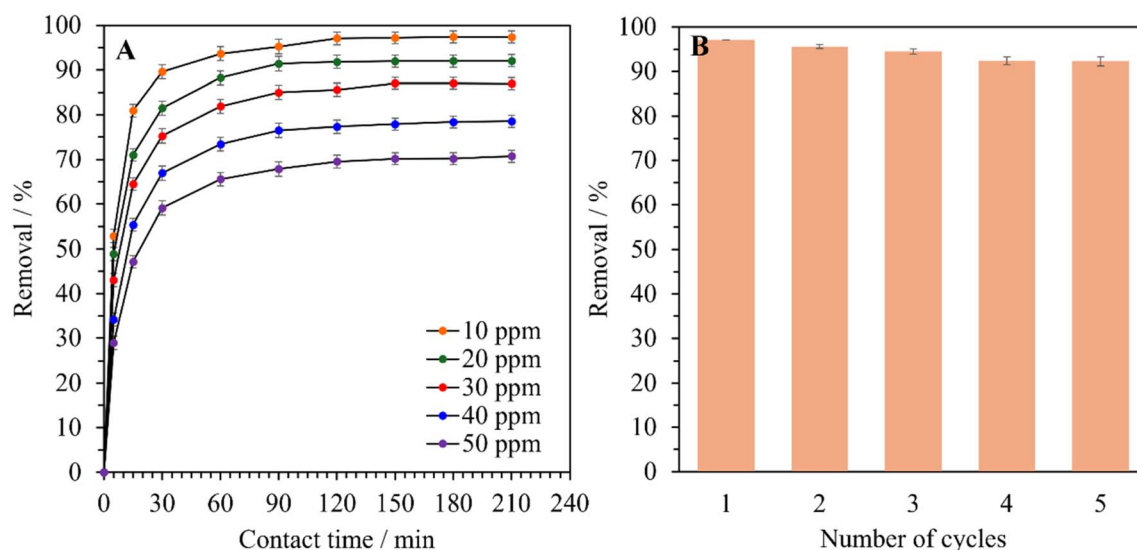 A
Removal / %
100
90
80
70
60
50
40
30
20
10
0
10 ppm
20 ppm
30 ppm
40 ppm
50 ppm
0 30 60 90 120 150 180 210 240
Contact time / min
B
Removal / %
100
90
80
70
60
50
40
30
20
10
0
1 2 3 4 5
Number of cycles